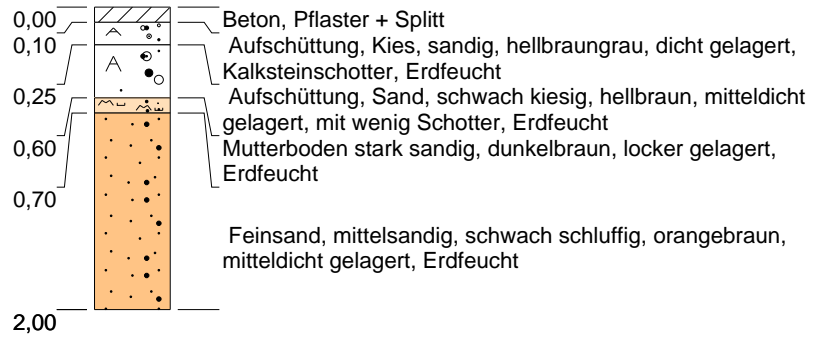 0,00
Beton, Pflaster + Splitt
0,10
Aufschüttung, Kies, sandig, hellbraungrau, dicht gelagert,
Kalksteinschotter, Erdfeucht
0,25
Aufschüttung, Sand, schwach kiesig, hellbraun, mitteldicht
gelagert, mit wenig Schotter, Erdfeucht
0,60
Mutterboden stark sandig, dunkelbraun, locker gelagert,
Erdfeucht
0,70
Feinsand, mittelsandig, schwach schluffig, orangebraun,
mitteldicht gelagert, Erdfeucht
2,00